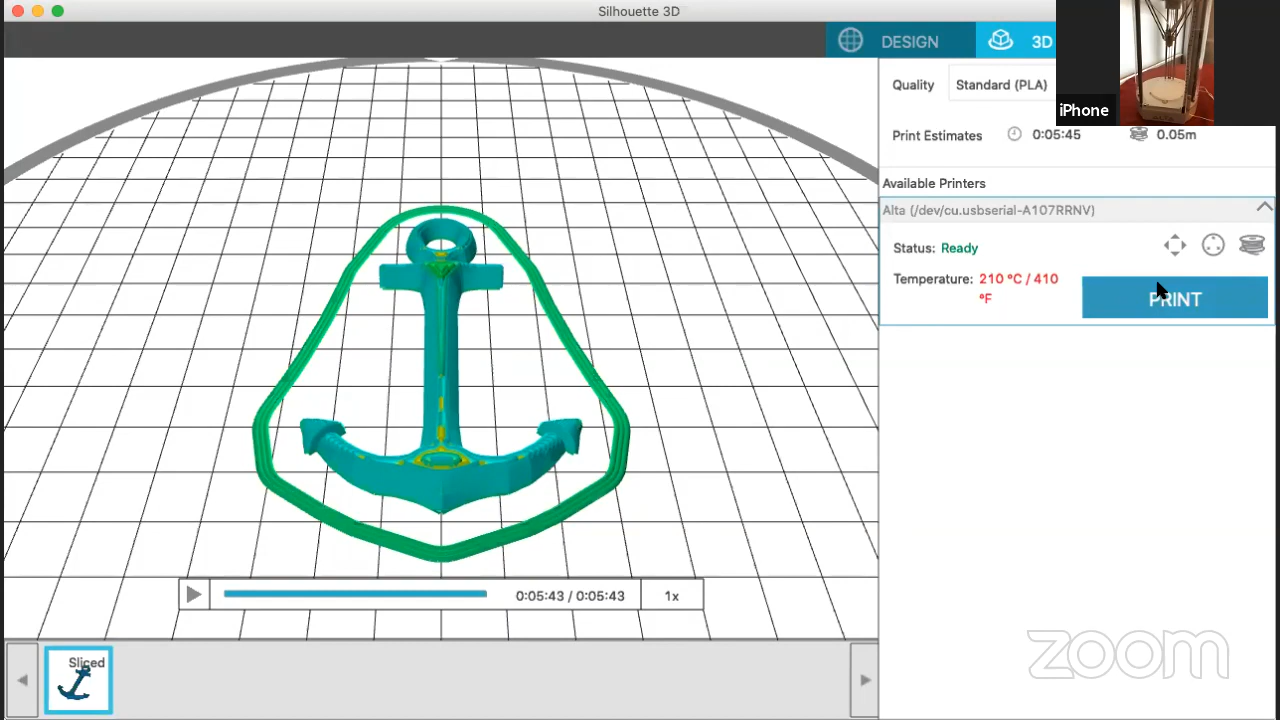 Silhouette 3D
DESIGN
3D
iPhone
Quality
Standard (PLA)
Print Estimates
0:05:45
0.05m
Available Printers
Alta (/dev/cu.usbserial-A107RRNV)
Status: Ready
Temperature: 210 °C / 410
°F
PRINT
0:05:43 / 0:05:43
1x
Sliced
zoom